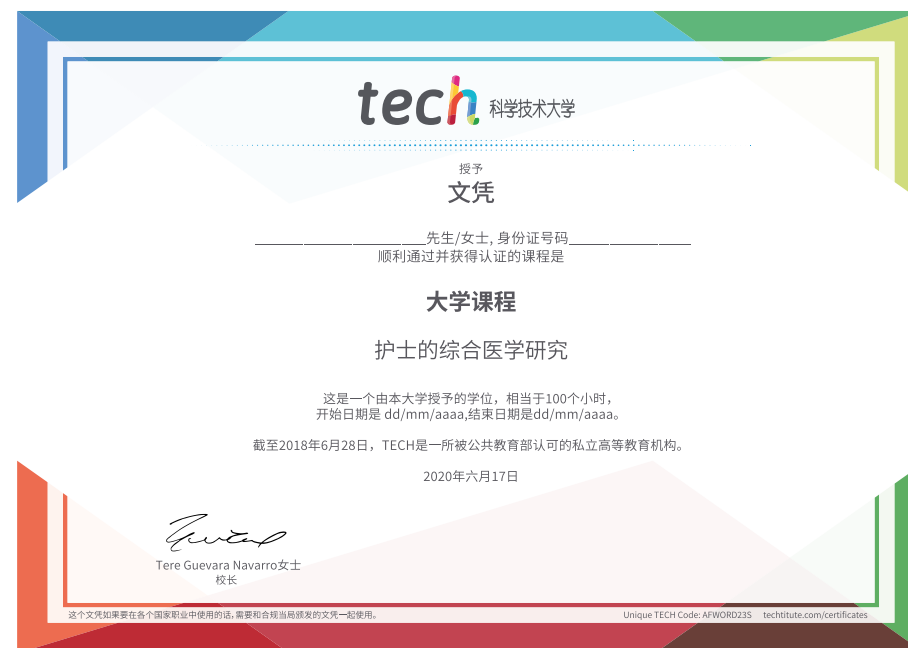 tech 科学技术大学
授予
文凭
______________________先生/女士, 身份证号码________________
顺利通过并获得认证的课程是
大学课程
护士的综合医学研究
这是一个由本大学授予的学位，相当于100个小时，
开始日期是 dd/mm/aaaa,结束日期是dd/mm/aaaa。
截至2018年6月28日，TECH是一所被公共教育部认可的私立高等教育机构。
2020年六月17日
Tere Guevara Navarro女士
校长
这个文凭如果要在各个国家职业中使用的话,需要和合规当局颁发的文凭一起使用。
Unique TECH Code: AFWORD23S techtitute.com/certificates